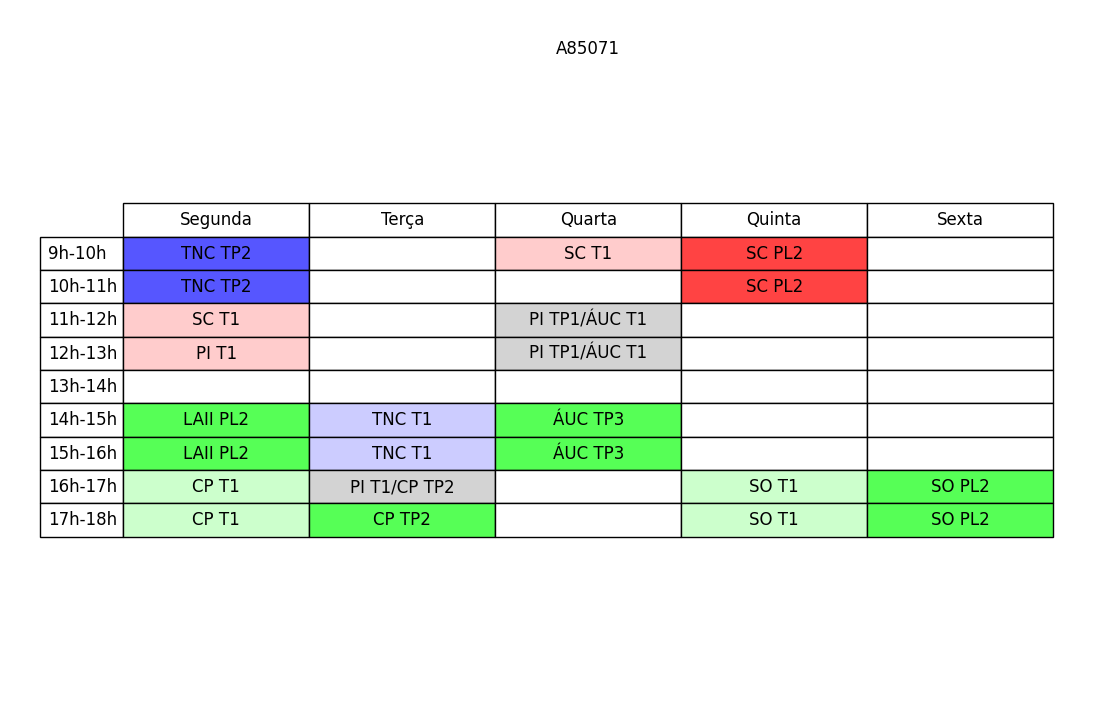 A85071
Segunda Terça Quarta Quinta Sexta
9h-10h TNC TP2 SC T1 SC PL2
10h-11h TNC TP2 SC PL2
11h-12h SC T1 PI TP1/ÁUC T1
12h-13h PI T1 PI TP1/ÁUC T1
13h-14h
14h-15h LAII PL2 TNC T1 ÁUC TP3
15h-16h LAII PL2 TNC T1 ÁUC TP3
16h-17h CP T1 PI T1/CP TP2 SO T1 SO PL2
17h-18h CP T1 CP TP2 SO T1 SO PL2